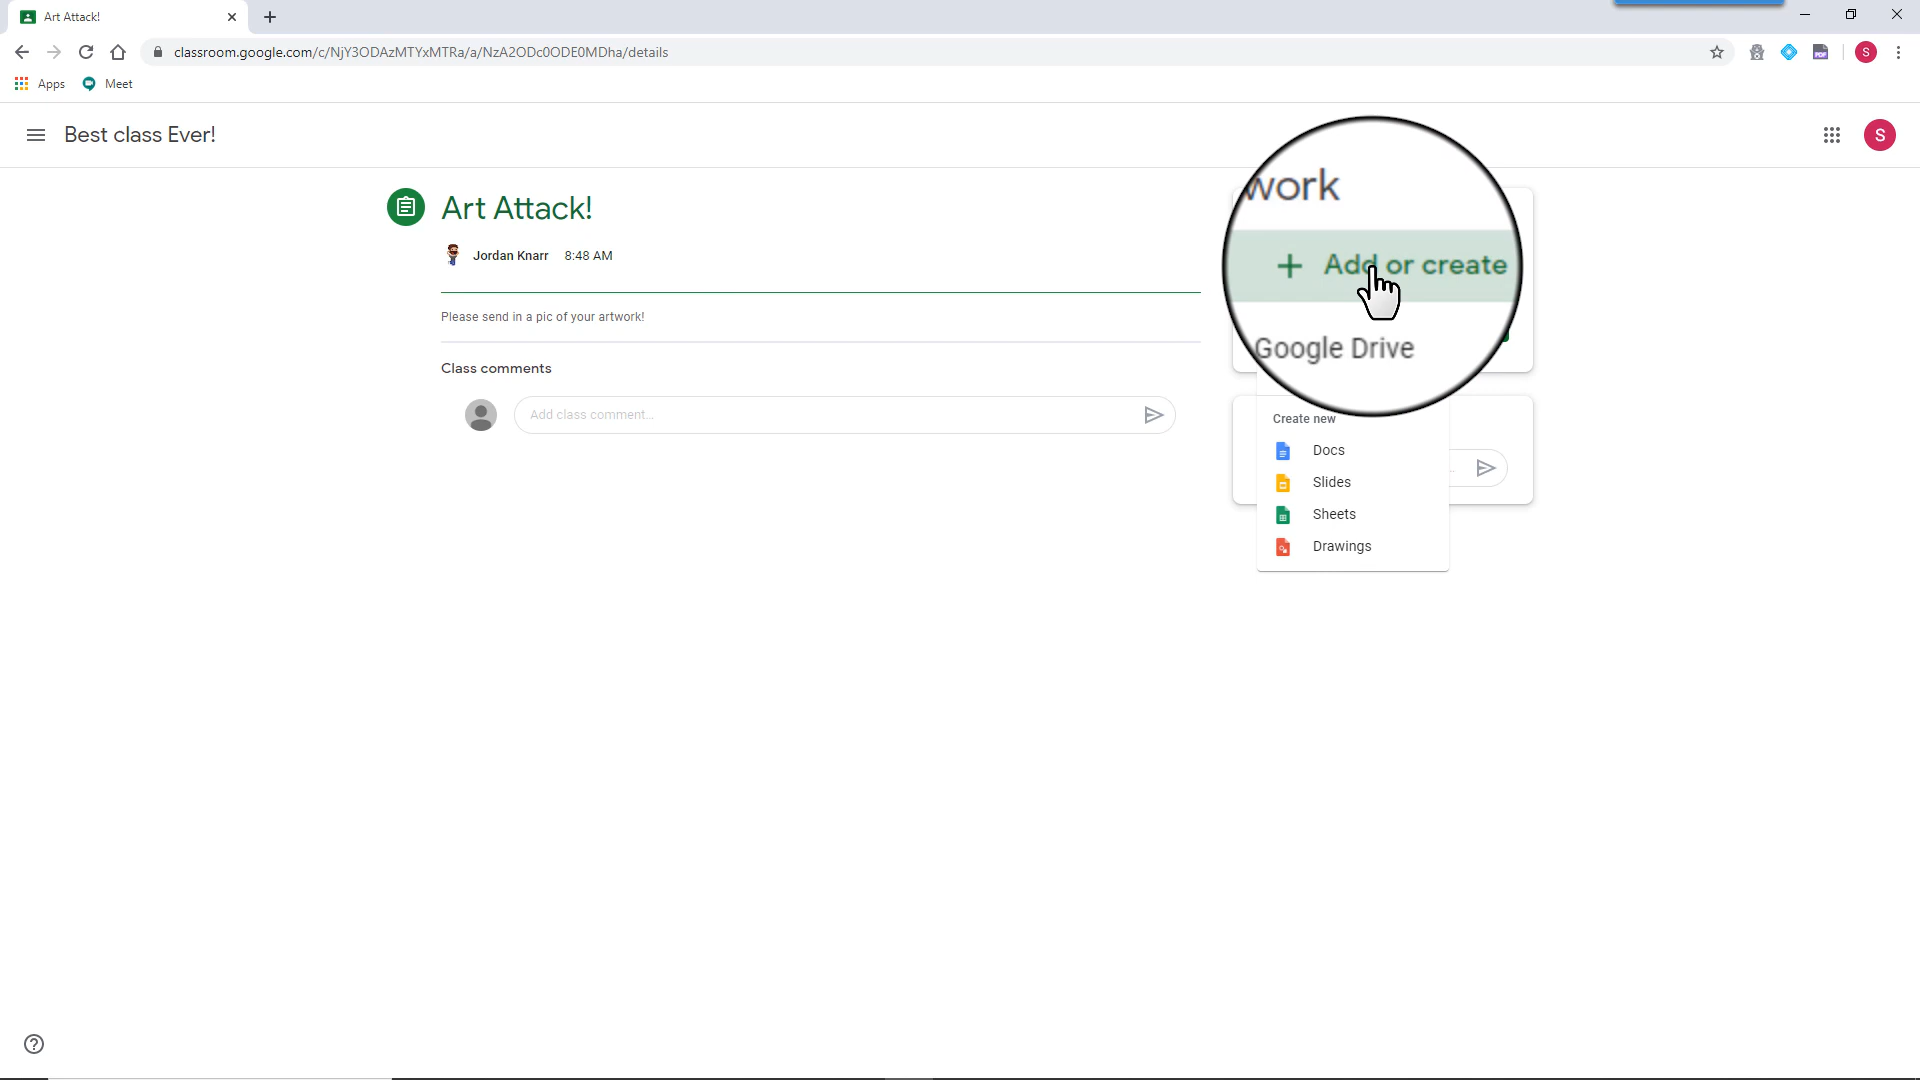 Art Attack!
classroom.google.com/c/NjY3ODAzMTYxMTRa/a/NzA2ODc0ODE0MDha/details
PDF
S
Apps
Meet
Best class Ever!
S
Art Attack!
Jordan Knarr 8:48 AM
Please send in a pic of your artwork!
Class comments
Add class comment...
work
+ Add or create
Google Drive
Create new
Docs
Slides
Sheets
Drawings